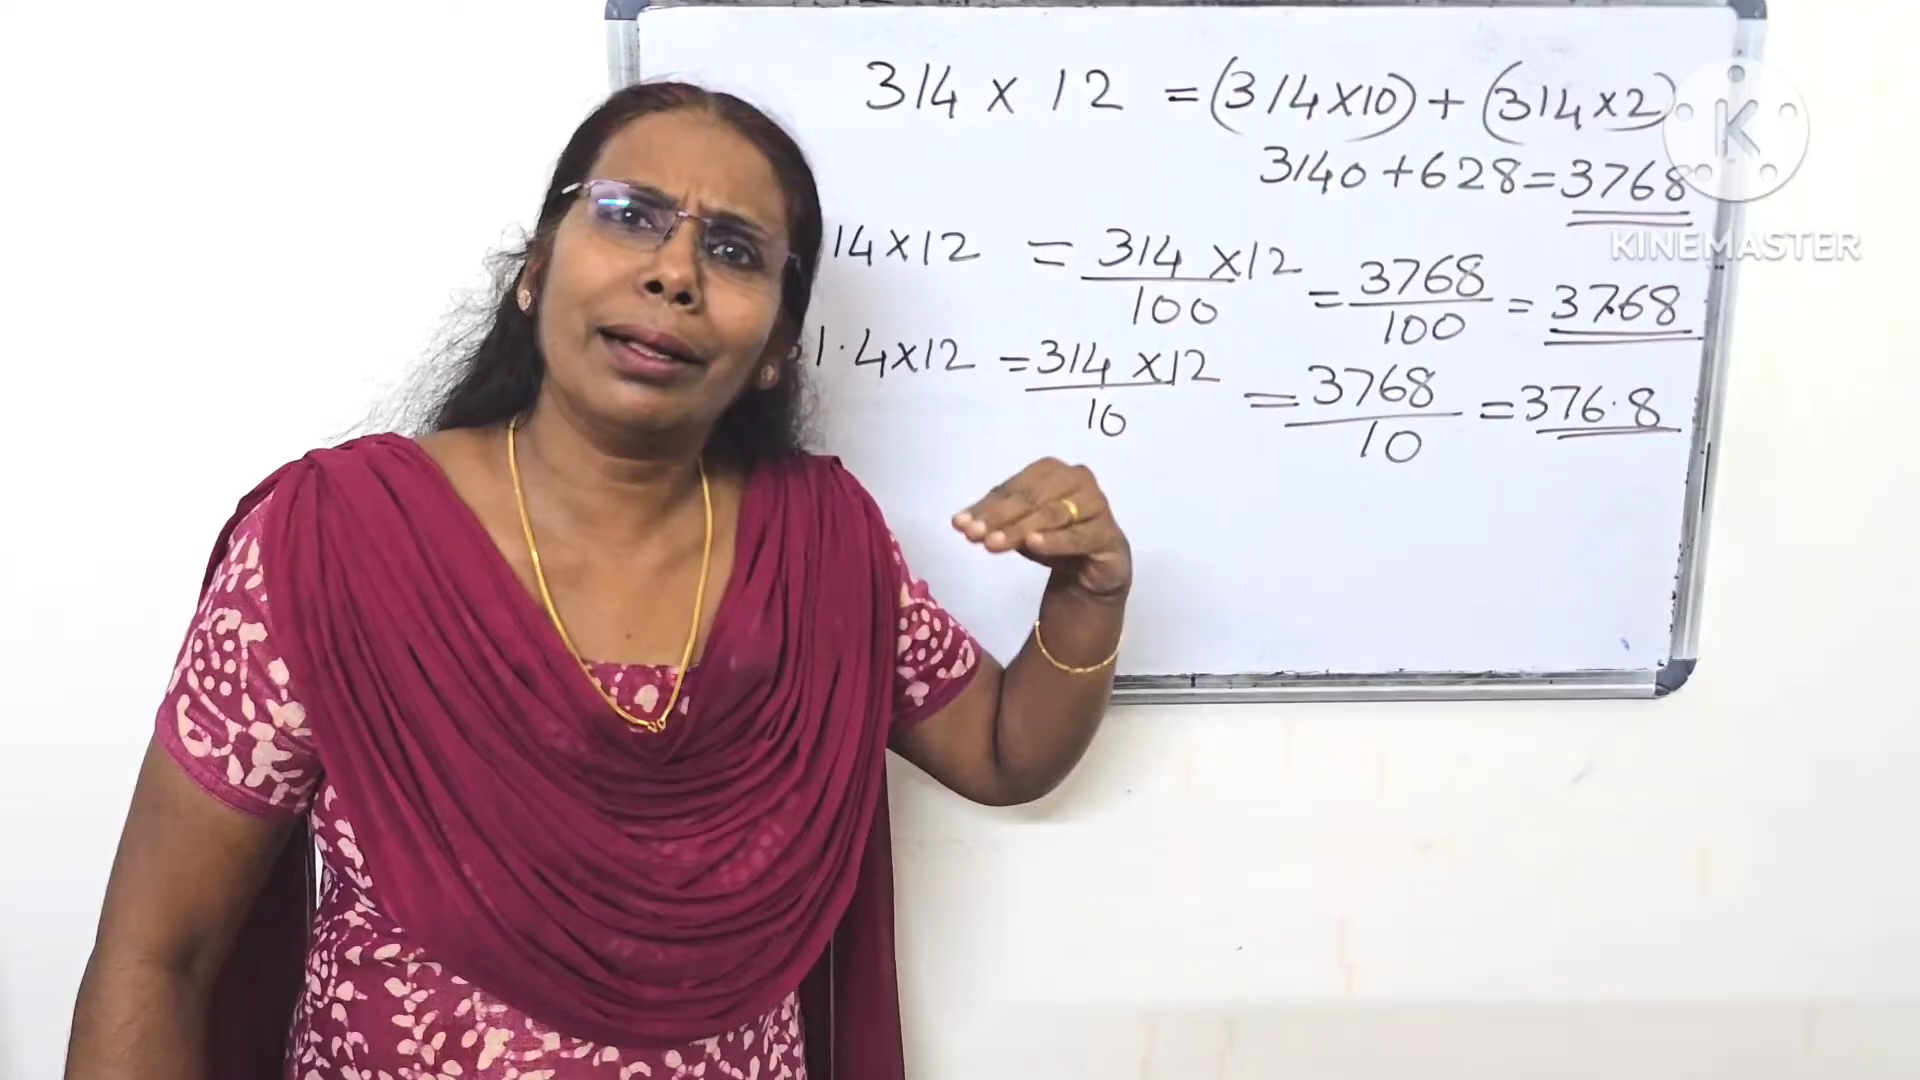 314 x 12 = (314x10) + (314x2)
3140 + 628 = 3768
14x12 = 314 x12 / 100 = 3768 / 100 = 37.68
1.4x12 = 314 x12 / 10 = 3768 / 10 = 376.8
K
KINEMASTER